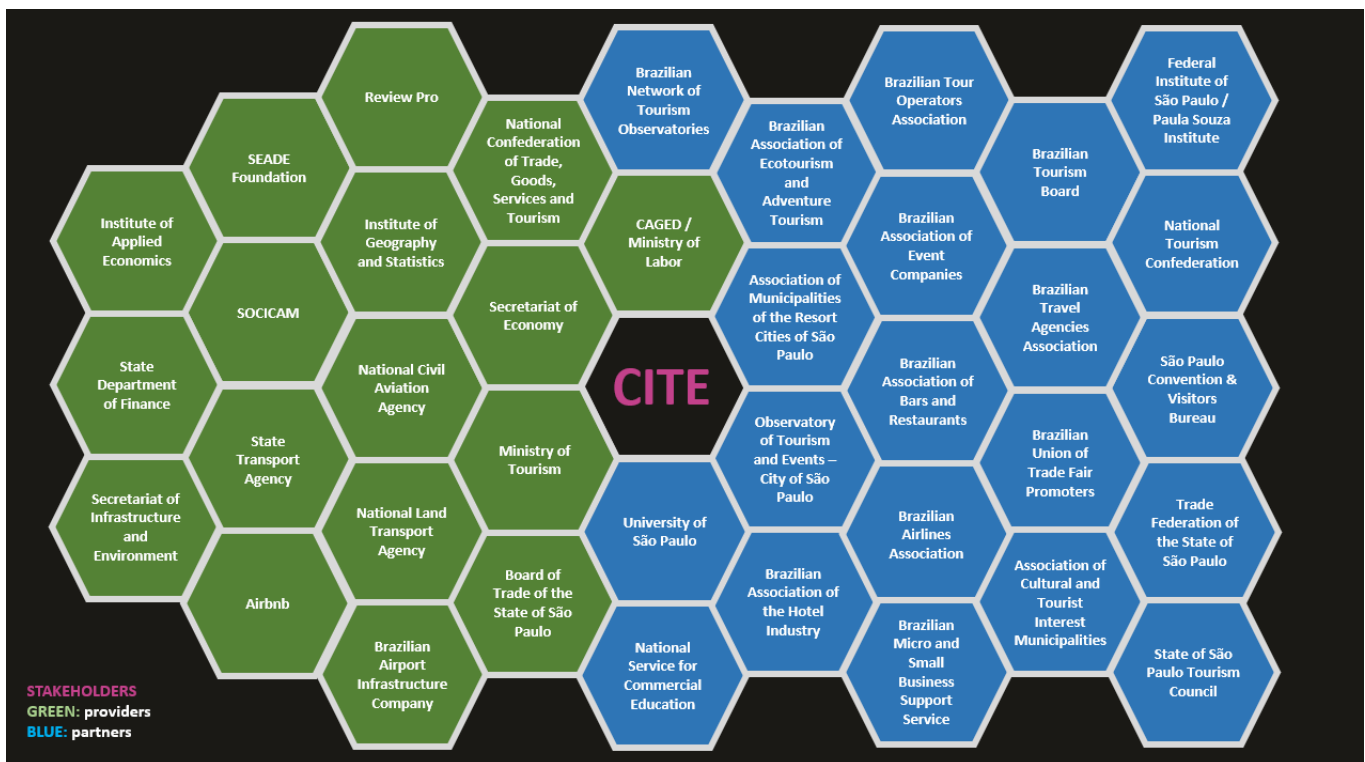 Institute of
Applied
Economics
State
Department
of Finance
Secretariat of
Infrastructure
and
Environment
SEADE
Foundation
SOCICAM
State
Transport
Agency
Airbnb
Review Pro
Institute of
Geography
and Statistics
National Civil
Aviation
Agency
National Land
Transport
Agency
Brazilian
Airport
Infrastructure
Company
National
Confederation
of Trade,
Goods,
Services and
Tourism
Secretariat of
Economy
Ministry of
Tourism
Board of
Trade of the
State of São
Paulo
Brazilian
Network of
Tourism
Observatories
CAGED /
Ministry of
Labor
CITE
University of
São Paulo
National
Service for
Commercial
Education
Brazilian
Association of
Ecotourism
and
Adventure
Tourism
Association of
Municipalities
of the Resort
Cities of São
Paulo
Observatory
of Tourism
and Events –
City of São
Paulo
Brazilian
Association of
the Hotel
Industry
Brazilian Tour
Operators
Association
Brazilian
Association of
Event
Companies
Brazilian
Association of
Bars and
Restaurants
Brazilian
Airlines
Association
Brazilian
Micro and
Small
Business
Support
Service
Brazilian
Tourism
Board
Brazilian
Travel
Agencies
Association
Brazilian
Union of
Trade Fair
Promoters
Association of
Cultural and
Tourist
Interest
Municipalities
Federal
Institute of
São Paulo /
Paula Souza
Institute
National
Tourism
Confederation
São Paulo
Convention &
Visitors
Bureau
Trade
Federation of
the State of
São Paulo
State of São
Paulo Tourism
Council
STAKEHOLDERS
GREEN: providers
BLUE: partners